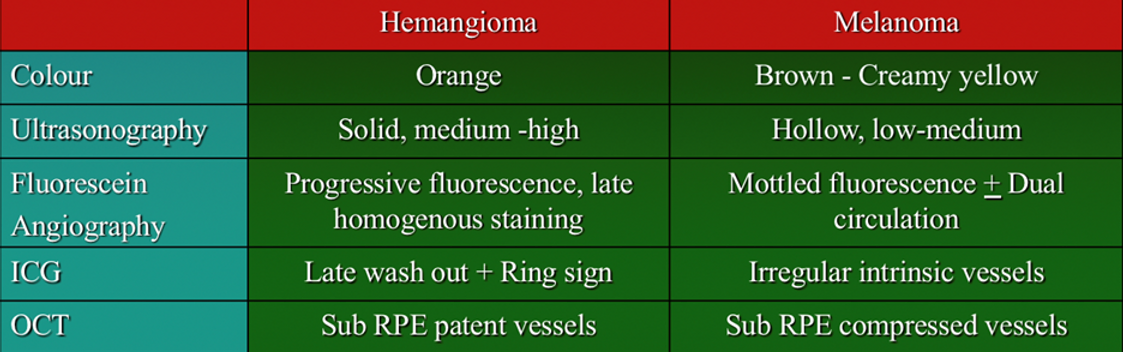 Hemangioma Melanoma
Colour Orange Brown - Creamy yellow
Ultrasonography Solid, medium -high Hollow, low-medium
Fluorescein Angiography Progressive fluorescence, late homogenous staining Mottled fluorescence ± Dual circulation
ICG Late wash out + Ring sign Irregular intrinsic vessels
OCT Sub RPE patent vessels Sub RPE compressed vessels